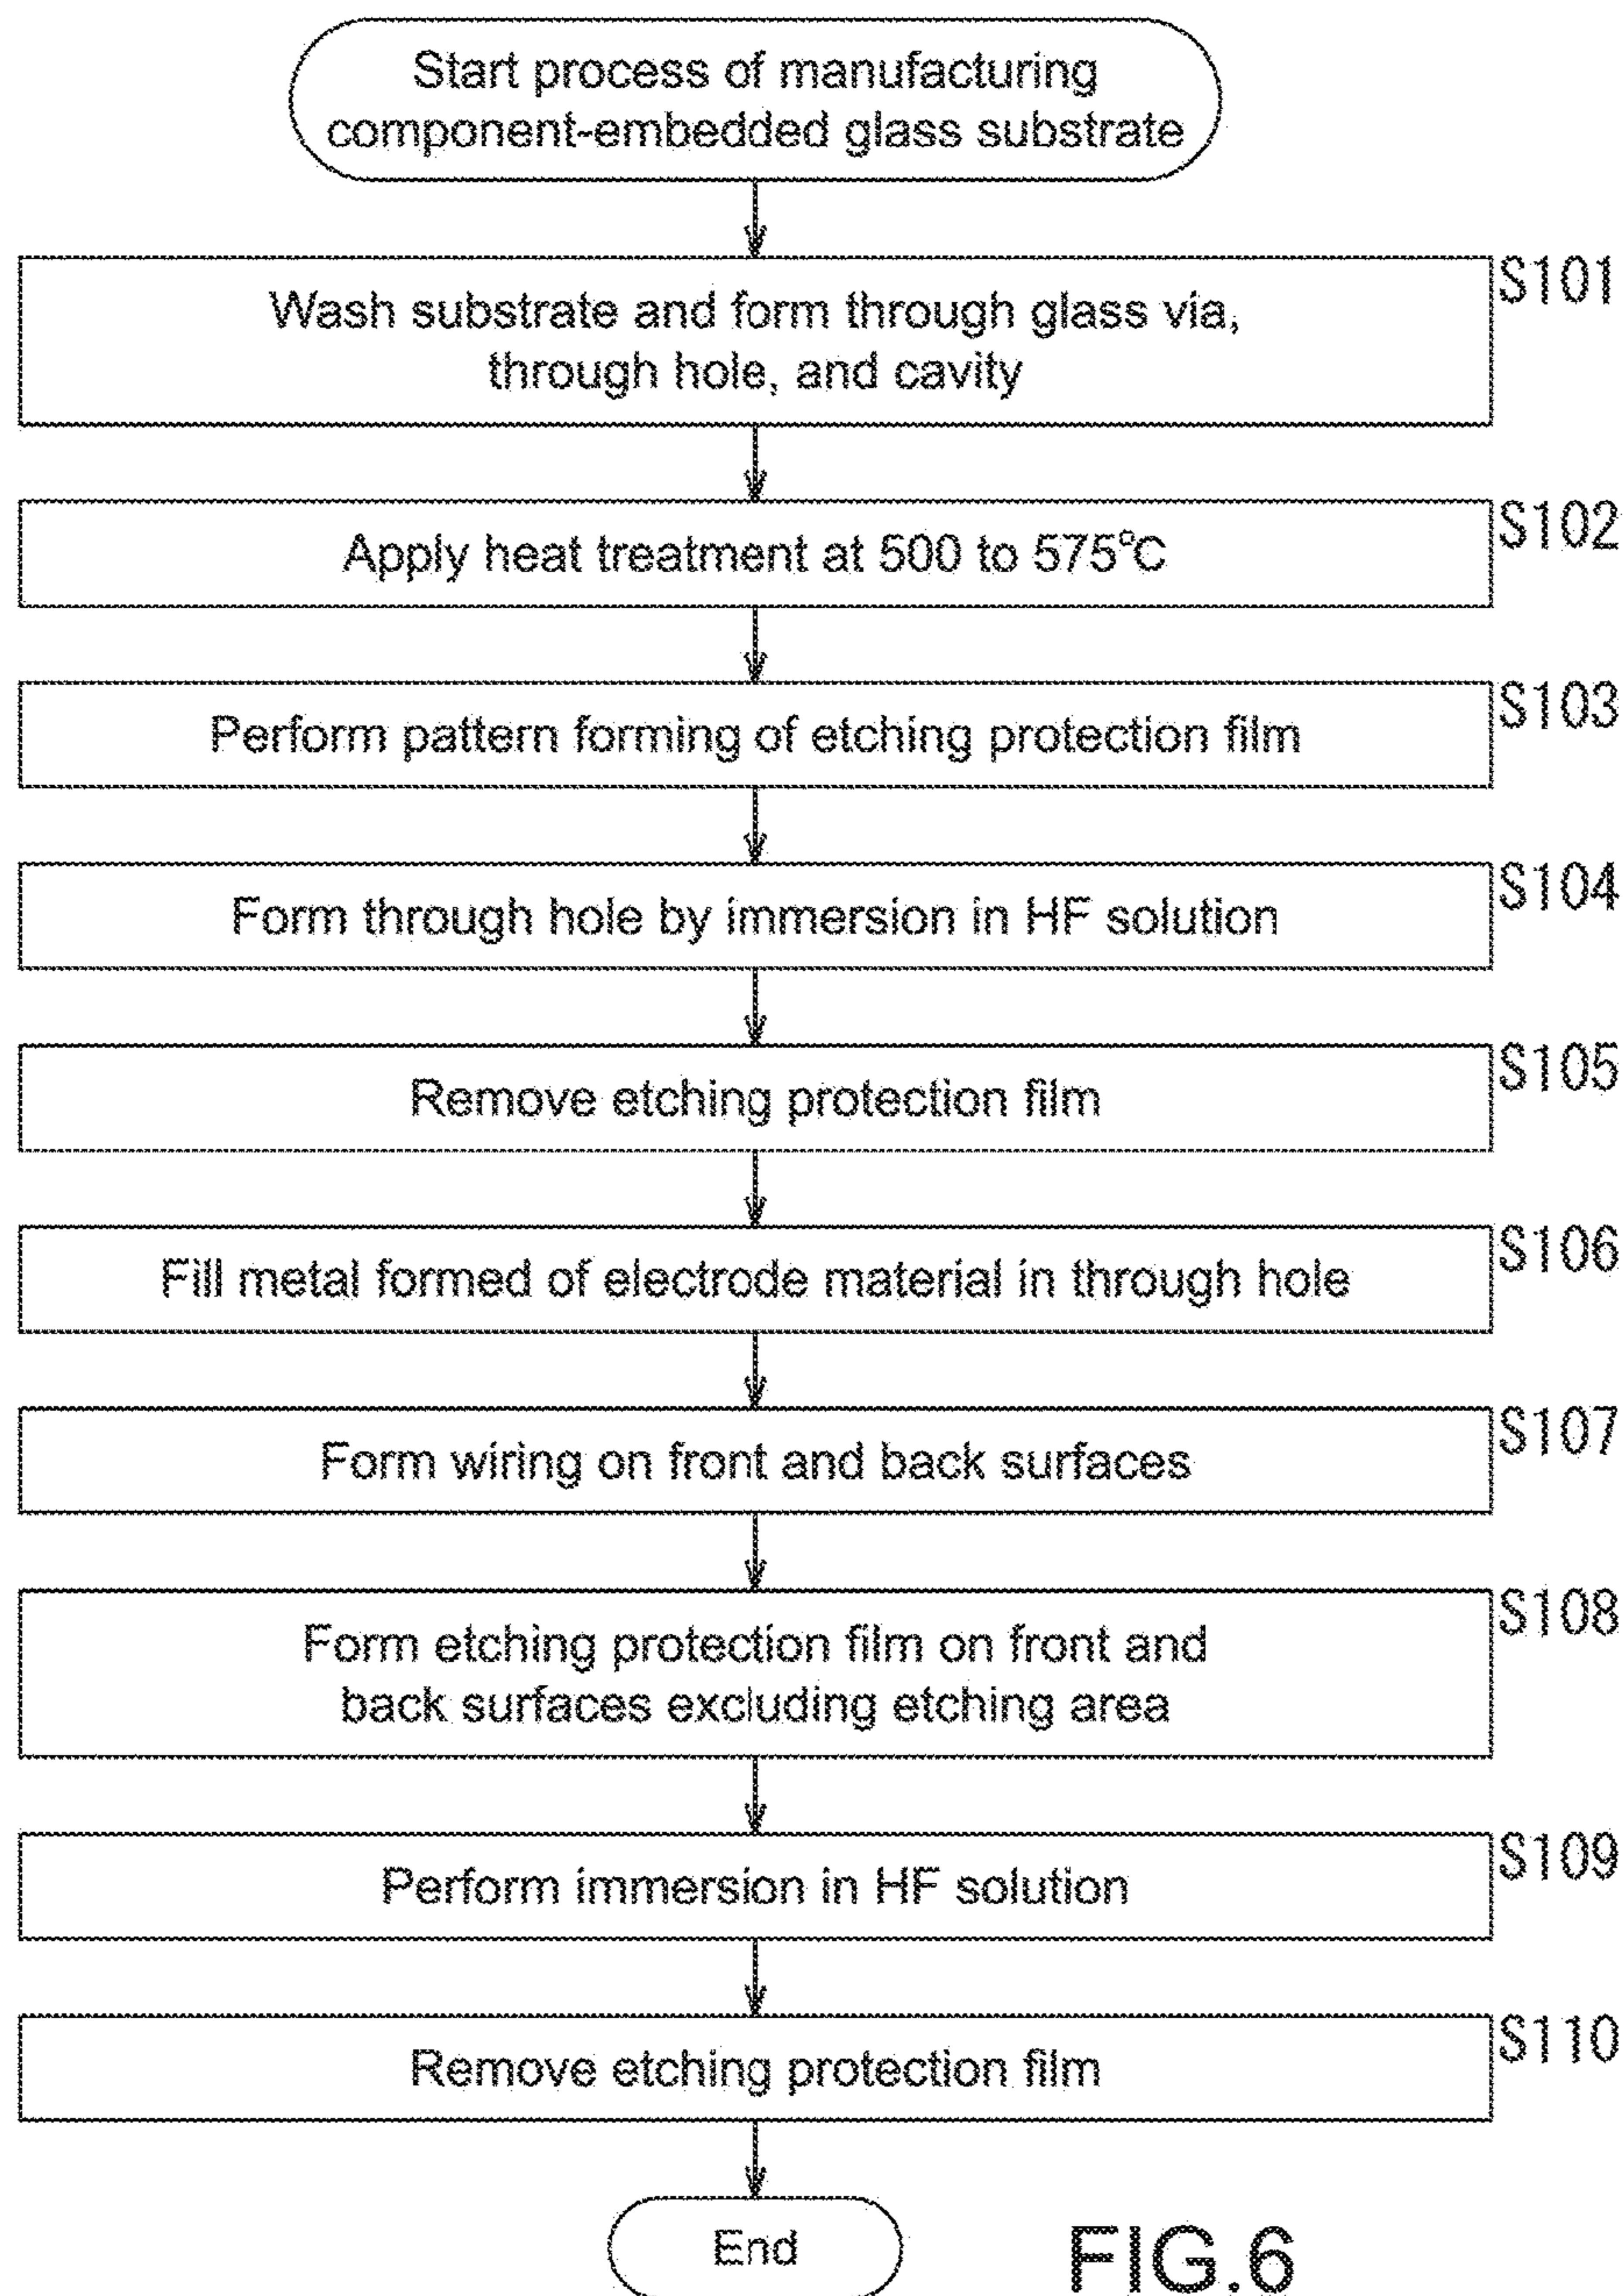 Start process of manufacturing
component-embedded glass substrate
S101
Wash substrate and form through glass via,
through hole, and cavity
S102
Apply heat treatment at 500 to 575°C
S103
Perform pattern forming of etching protection film
S104
Form through hole by immersion in HF solution
S105
Remove etching protection film
S106
Fill metal formed of electrode material in through hole
S107
Form wiring on front and back surfaces
S108
Form etching protection film on front and
back surfaces excluding etching area
S109
Perform immersion in HF solution
S110
Remove etching protection film
End
FIG.6